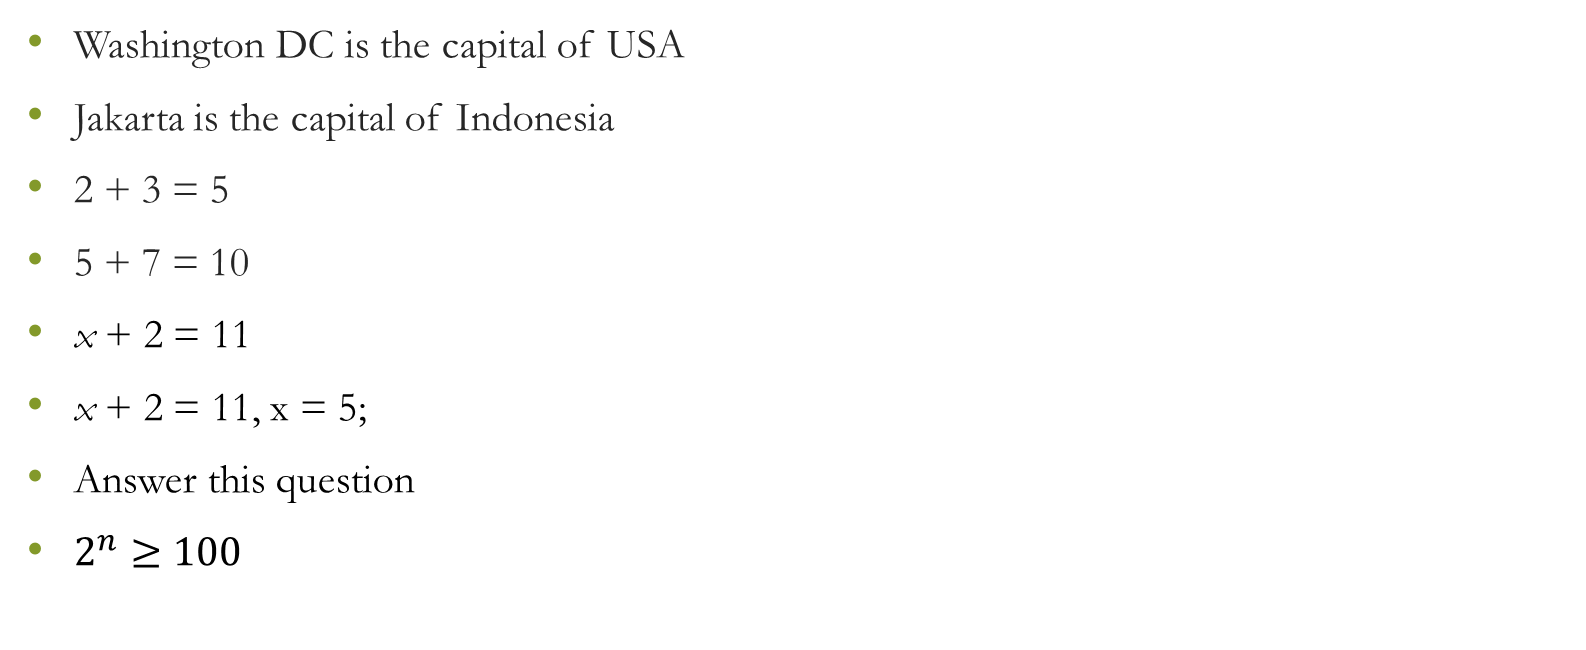 • Washington DC is the capital of USA
• Jakarta is the capital of Indonesia
• 2 + 3 = 5
• 5 + 7 = 10
• x + 2 = 11
• x + 2 = 11, x = 5;
• Answer this question
• 2ⁿ ≥ 100